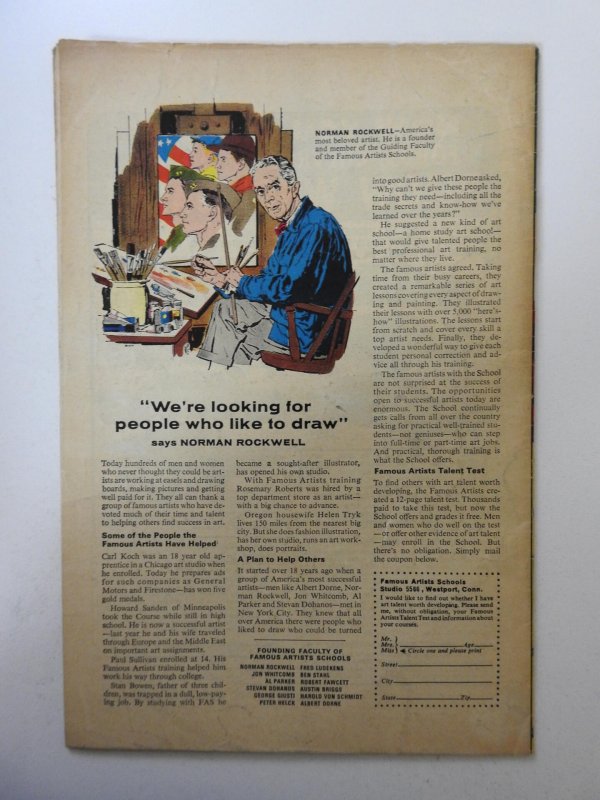 NORMAN ROCKWELL—America's
most beloved artist. He is a founder
and member of the Guiding Faculty
of the Famous Artists Schools.
"We're looking for
people who like to draw"
says NORMAN ROCKWELL
Today hundreds of men and women
who never thought they could be art-
ists are working at easels and drawing
boards, making pictures and getting
well paid for it. They all can thank a
group of famous artists who have de-
voted much of their time and talent
to helping others find success in art.
Some of the People the
Famous Artists Have Helped
Carl Koch was an 18 year old ap-
prentice in a Chicago art studio when
he enrolled. Today he prepares ads
for such companies as General
Motors and Firestone—has won five
gold medals.
Howard Sanden of Minneapolis
took the Course while still in high
school. He is now a successful artist
—last year he and his wife traveled
through Europe and the Middle East
on important art assignments.
Paul Sullivan enrolled at 14. His
Famous Artists training helped him
work his way through college.
Stan Bowen, father of three chil-
dren, was trapped in a dull, low-pay-
ing job. By studying with FAS he
became a sought-after illustrator,
has opened his own studio.
With Famous Artists training
Rosemary Roberts was hired by a
top department store as an artist—
with a big chance to advance.
Oregon housewife Helen Tryk
lives 150 miles from the nearest big
city. But she does fashion illustration,
has her own studio, runs an art work-
shop, does portraits.
A Plan to Help Others
It started over 18 years ago when a
group of America's most successful
artists—men like Albert Dorne, Nor-
man Rockwell, Jon Whitcomb, Al
Parker and Stevan Dohanos—met in
New York City. They knew that all
over America there were people who
liked to draw who could be turned
FOUNDING FACULTY OF
FAMOUS ARTISTS SCHOOLS
NORMAN ROCKWELL FRED LUDEKENS
JON WHITCOMB BEN STAHL
AL PARKER ROBERT FAWCETT
STEVAN DOHANOS AUSTIN BRIGGS
GEORGE GIUSTI HAROLD VON SCHMIDT
PETER HELCK ALBERT DORNE
into good artists. Albert Dorne asked,
"Why can't we give these people the
training they need—including all the
trade secrets and know-how we've
learned over the years?"
He suggested a new kind of art
school—a home study art school—
that would give talented people the
best professional art training, no
matter where they live.
The famous artists agreed. Taking
time from their busy careers, they
created a remarkable series of art
lessons covering every aspect of draw-
ing and painting. They illustrated
their lessons with over 5,000 "here's-
how" illustrations. The lessons start
from scratch and cover every skill a
top artist needs. Finally, they de-
veloped a wonderful way to give each
student personal correction and ad-
vice all through his training.
The famous artists with the School
are not surprised at the success of
their students. The opportunities
open to successful artists today are
enormous. The School continually
gets calls from all over the country
asking for practical well-trained stu-
dents—not geniuses—who can step
into full-time or part-time art jobs.
And practical, thorough training is
what the School offers.
Famous Artists Talent Test
To find others with art talent worth
developing, the Famous Artists cre-
ated a 12-page talent test. Thousands
paid to take this test, but now the
School offers and grades it free. Men
and women who do well on the test
—or offer other evidence of art talent
—may enroll in the School. But
there's no obligation. Simply mail
the coupon below.
Famous Artists Schools
Studio 5566, Westport, Conn.
I would like to find out whether I have
art talent worth developing. Please send
me, without obligation, your Famous
Artists Talent Test and information about
your courses.
Mr.
Mrs. Age
Miss Circle one and please print
Street
City
State Zip